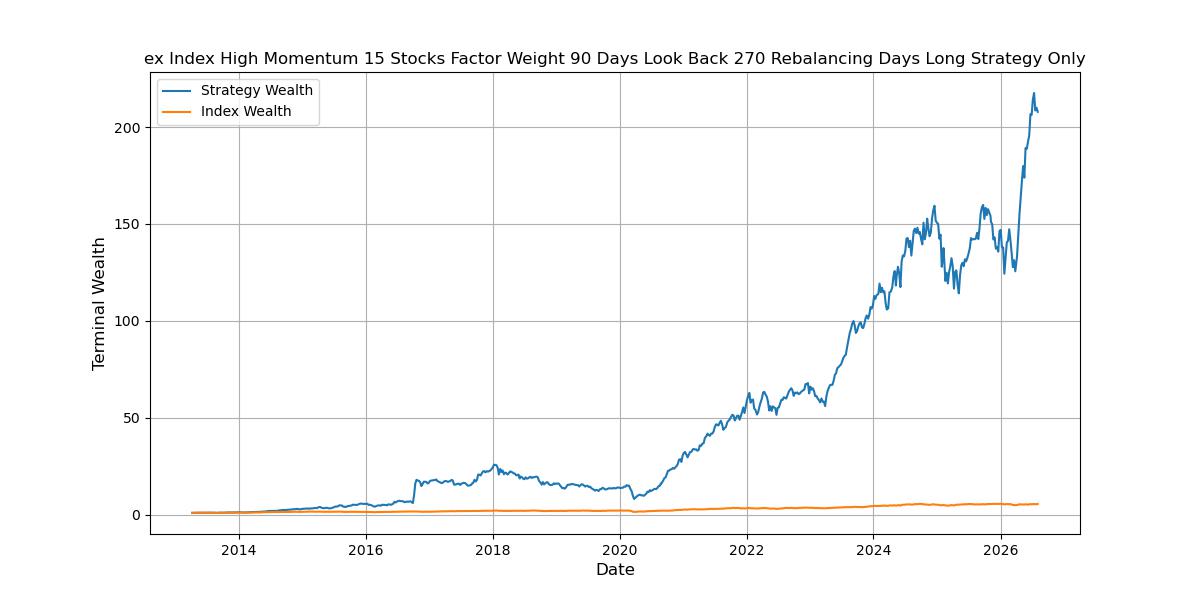 ex Index High Momentum 15 Stocks Factor Weight 90 Days Look Back 270 Rebalancing Days Long Strategy Only
Strategy Wealth
Index Wealth
Terminal Wealth
200
150
100
50
0
2014 2016 2018 2020 2022 2024 2026
Date